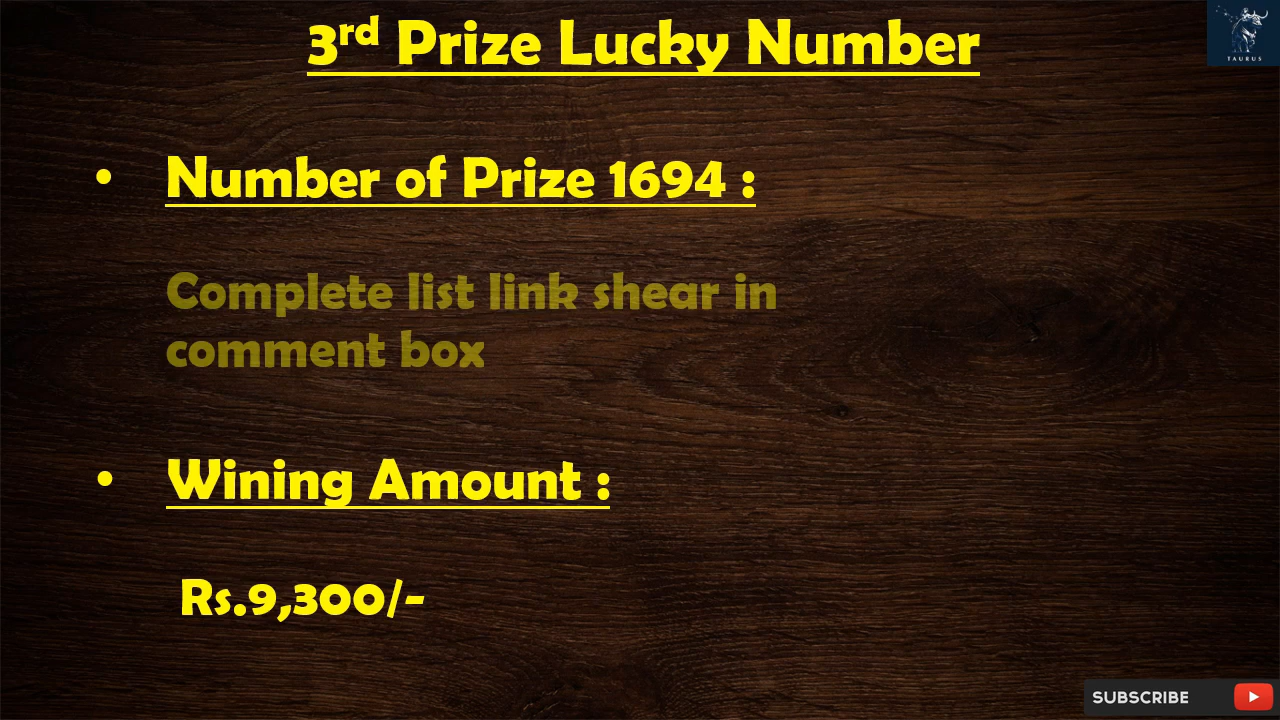 3rd Prize Lucky Number
TAURUS
• Number of Prize 1694 :
Complete list link shear in
comment box
• Wining Amount :
Rs.9,300/-
SUBSCRIBE